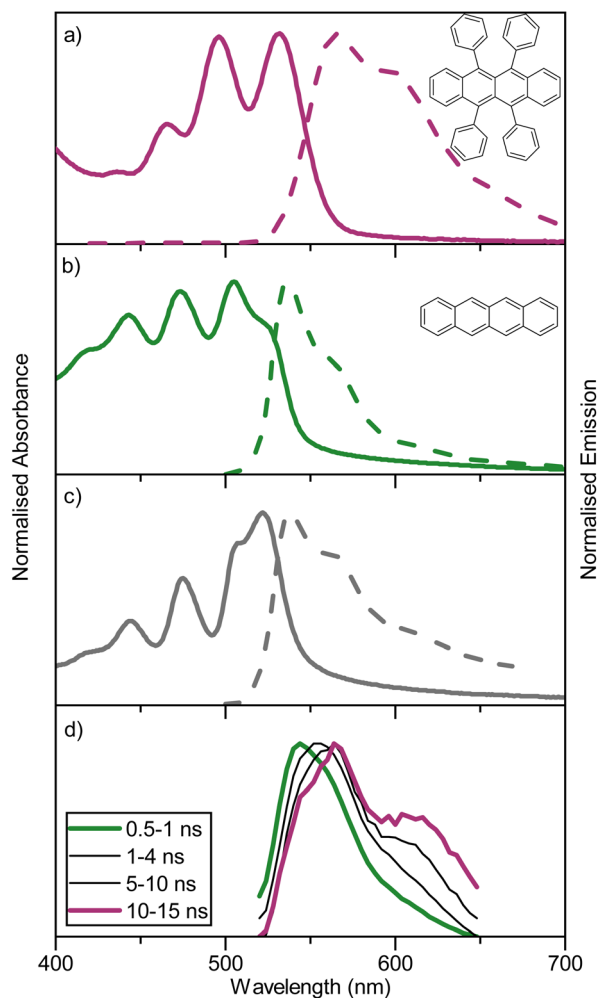 a)
b)
c)
d)
Normalised Absorbance
Normalised Emission
0.5-1 ns
1-4 ns
5-10 ns
10-15 ns
400
500
600
700
Wavelength (nm)